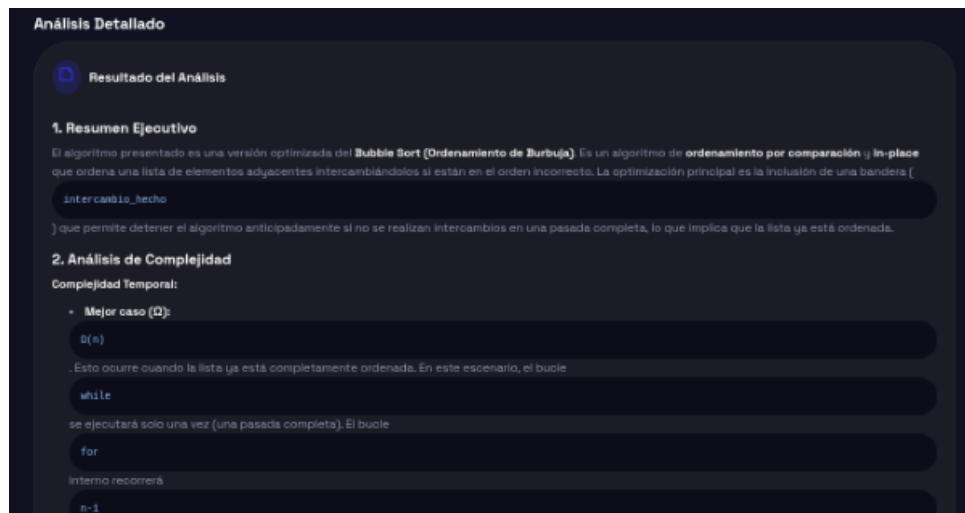 Análisis Detallado
Resultado del Análisis
1. Resumen Ejecutivo
El algoritmo presentado es una versión optimizada del Bubble Sort (Ordenamiento de Burbuja). Es un algoritmo de ordenamiento por comparación y in-place
que ordena una lista de elementos adyacentes intercambiándolos si están en el orden incorrecto. La optimización principal es la inclusión de una bandera (
intercambio_hecho
) que permite detener el algoritmo anticipadamente si no se realizan intercambios en una pasada completa, lo que implica que la lista ya está ordenada.
2. Análisis de Complejidad
Complejidad Temporal:
• Mejor caso (Ω):
Ω(n)
. Esto ocurre cuando la lista ya está completamente ordenada. En este escenario, el bucle
while
se ejecutará solo una vez (una pasada completa). El bucle
for
interno recorrerá
n-1